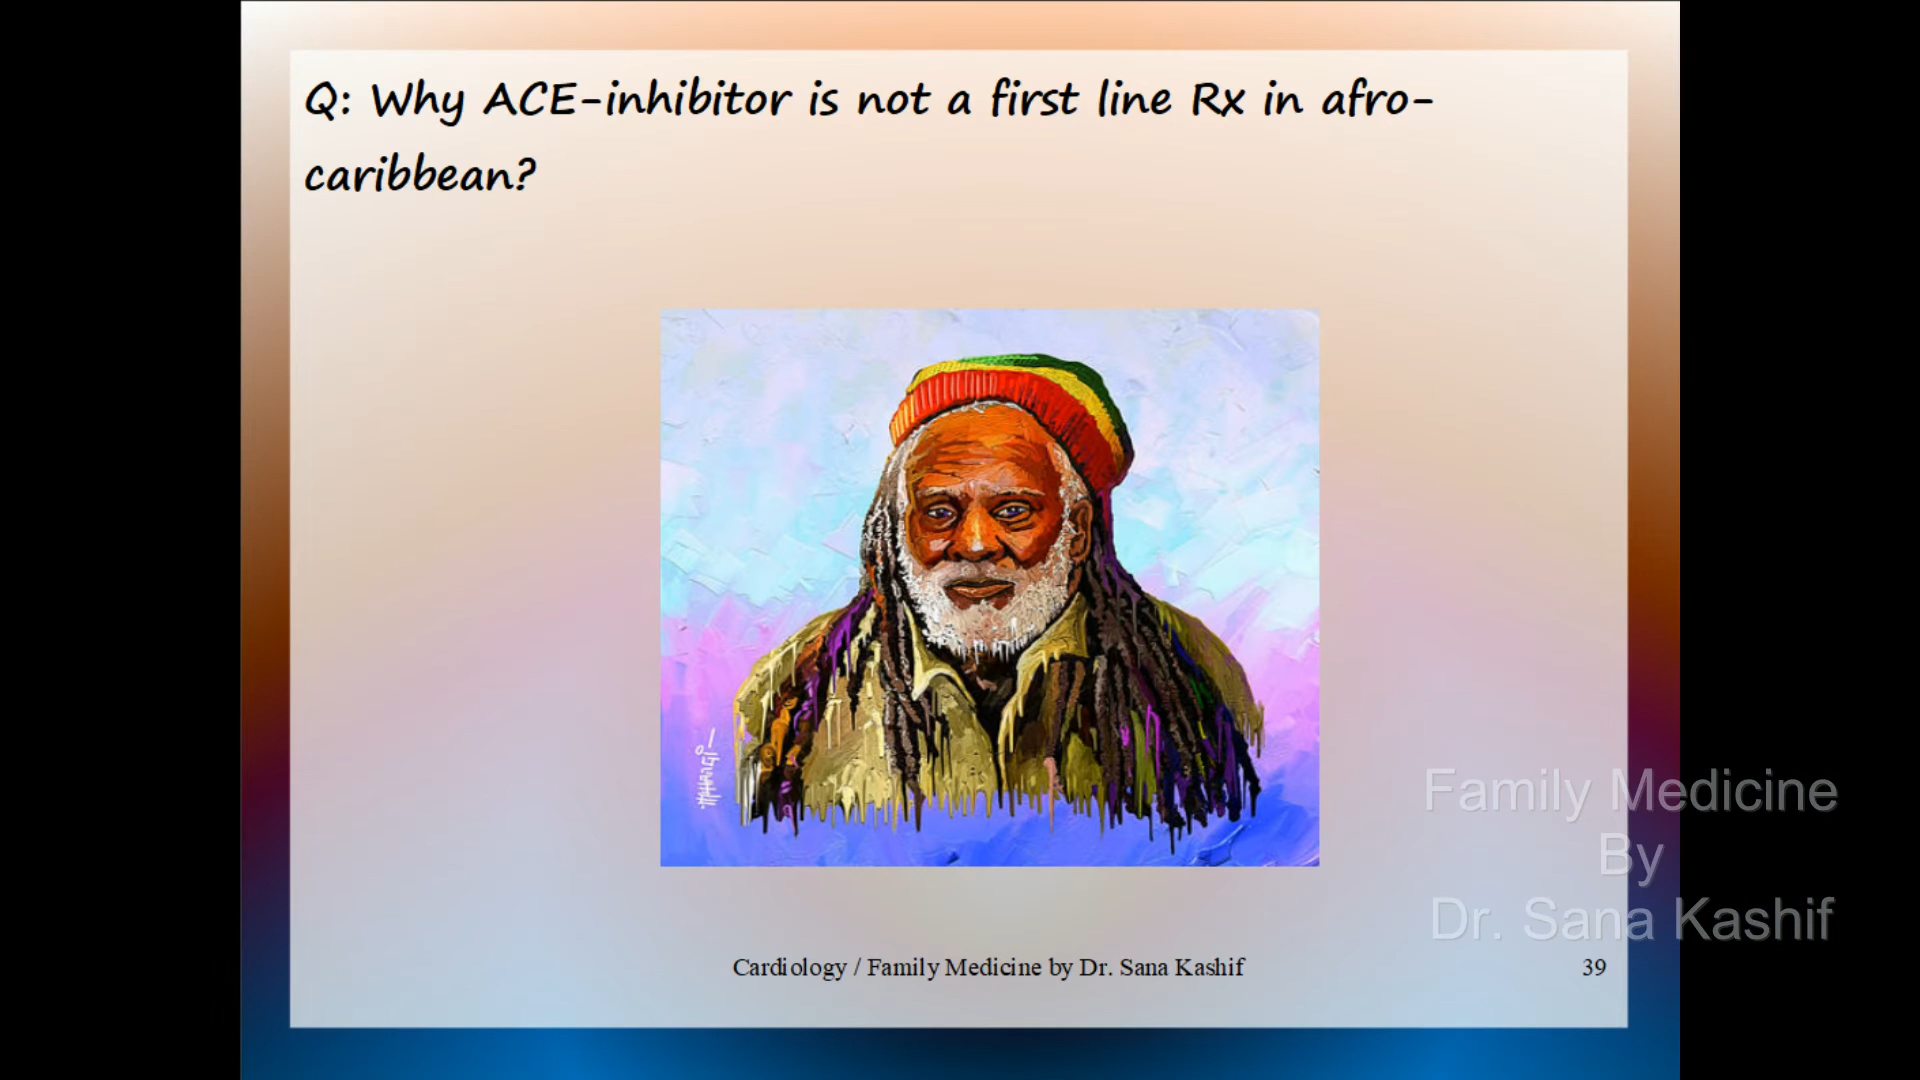 Q: Why ACE-inhibitor is not a first line Rx in afro-
caribbean?
Family Medicine
By
Dr. Sana Kashif
Cardiology / Family Medicine by Dr. Sana Kashif
39